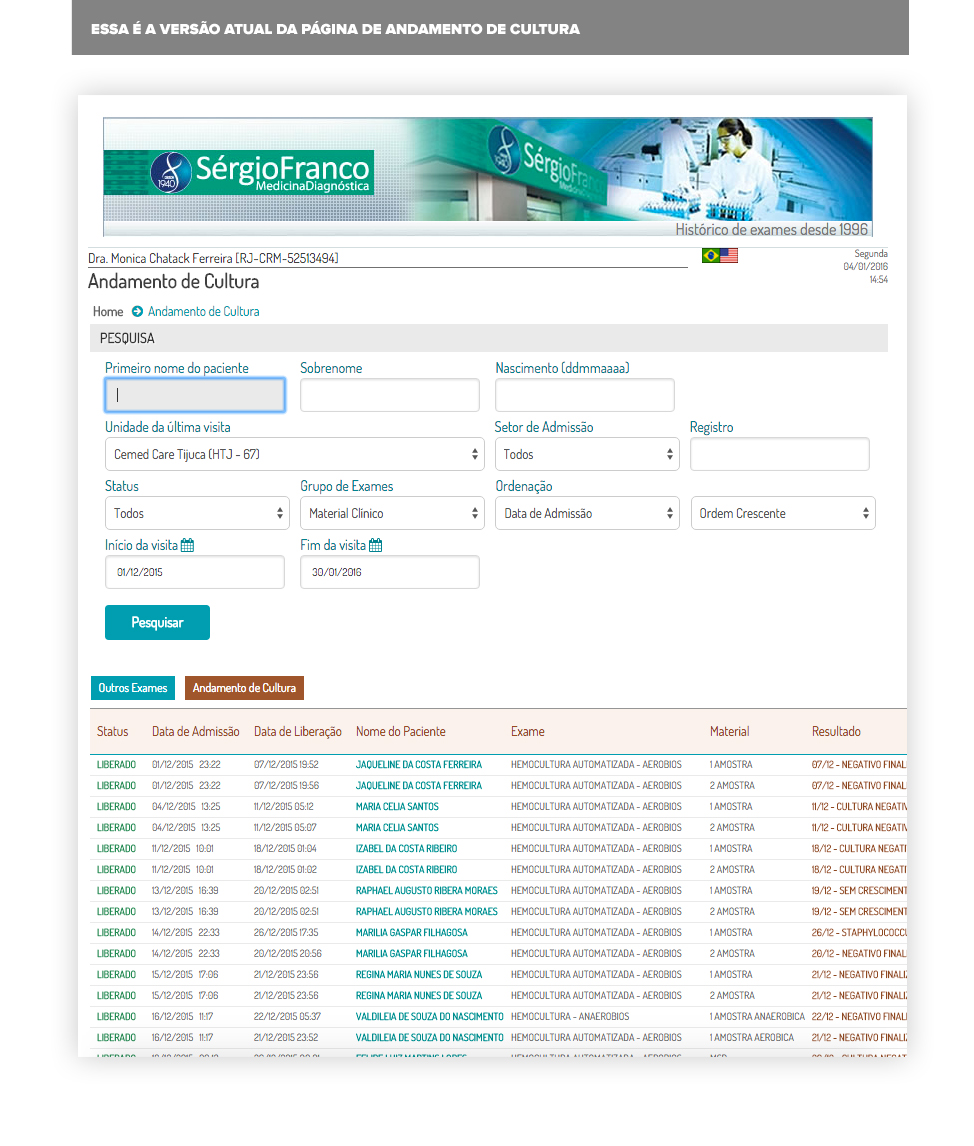 ESSA É A VERSÃO ATUAL DA PÁGINA DE ANDAMENTO DE CULTURA
DESDE 1940 SérgioFranco
MedicinaDiagnóstica
1940 SérgioFranco
Histórico de exames desde 1996
Dra. Monica Chatack Ferreira [RJ-CRM-52513494]
Segunda
04/01/2016
14:54
Andamento de Cultura
Home Andamento de Cultura
PESQUISA
Primeiro nome do paciente Sobrenome Nascimento (ddmmaaaa)
Unidade da última visita Setor de Admissão Registro
Cemed Care Tijuca (HTJ - 67) Todos
Status Grupo de Exames Ordenação
Todos Material Clínico Data de Admissão Ordem Crescente
Início da visita Fim da visita
01/12/2015 30/01/2016
Pesquisar
Outros Exames Andamento de Cultura
Status Data de Admissão Data de Liberação Nome do Paciente Exame Material Resultado
LIBERADO 01/12/2015 23:22 07/12/2015 19:52 JAQUELINE DA COSTA FERREIRA HEMOCULTURA AUTOMATIZADA - AEROBIOS 1 AMOSTRA 07/12 - NEGATIVO FINAL
LIBERADO 01/12/2015 23:22 07/12/2015 19:56 JAQUELINE DA COSTA FERREIRA HEMOCULTURA AUTOMATIZADA - AEROBIOS 2 AMOSTRA 07/12 - NEGATIVO FINAL
LIBERADO 04/12/2015 13:25 11/12/2015 05:12 MARIA CELIA SANTOS HEMOCULTURA AUTOMATIZADA - AEROBIOS 1 AMOSTRA 11/12 - CULTURA NEGATIV
LIBERADO 04/12/2015 13:25 11/12/2015 05:07 MARIA CELIA SANTOS HEMOCULTURA AUTOMATIZADA - AEROBIOS 2 AMOSTRA 11/12 - CULTURA NEGATIV
LIBERADO 11/12/2015 10:01 18/12/2015 01:04 IZABEL DA COSTA RIBEIRO HEMOCULTURA AUTOMATIZADA - AEROBIOS 1 AMOSTRA 18/12 - CULTURA NEGATI
LIBERADO 11/12/2015 10:01 18/12/2015 01:02 IZABEL DA COSTA RIBEIRO HEMOCULTURA AUTOMATIZADA - AEROBIOS 2 AMOSTRA 18/12 - CULTURA NEGATI
LIBERADO 13/12/2015 16:39 20/12/2015 02:51 RAPHAEL AUGUSTO RIBERA MORAES HEMOCULTURA AUTOMATIZADA - AEROBIOS 1 AMOSTRA 19/12 - SEM CRESCIMENT
LIBERADO 13/12/2015 16:39 20/12/2015 02:51 RAPHAEL AUGUSTO RIBERA MORAES HEMOCULTURA AUTOMATIZADA - AEROBIOS 2 AMOSTRA 19/12 - SEM CRESCIMENT
LIBERADO 14/12/2015 22:33 26/12/2015 17:35 MARILIA GASPAR FILHAGOSA HEMOCULTURA AUTOMATIZADA - AEROBIOS 1 AMOSTRA 26/12 - STAPHYLOCOCCU
LIBERADO 14/12/2015 22:33 20/12/2015 20:56 MARILIA GASPAR FILHAGOSA HEMOCULTURA AUTOMATIZADA - AEROBIOS 2 AMOSTRA 20/12 - NEGATIVO FINAL
LIBERADO 15/12/2015 17:06 21/12/2015 23:56 REGINA MARIA NUNES DE SOUZA HEMOCULTURA AUTOMATIZADA - AEROBIOS 1 AMOSTRA 21/12 - NEGATIVO FINALI
LIBERADO 15/12/2015 17:06 21/12/2015 23:56 REGINA MARIA NUNES DE SOUZA HEMOCULTURA AUTOMATIZADA - AEROBIOS 2 AMOSTRA 21/12 - NEGATIVO FINALI
LIBERADO 16/12/2015 11:17 22/12/2015 05:37 VALDILEIA DE SOUZA DO NASCIMENTO HEMOCULTURA - ANAEROBIOS 1 AMOSTRA ANAEROBICA 22/12 - NEGATIVO FINAL
LIBERADO 16/12/2015 11:17 21/12/2015 23:52 VALDILEIA DE SOUZA DO NASCIMENTO HEMOCULTURA AUTOMATIZADA - AEROBIOS 1 AMOSTRA AEROBICA 21/12 - NEGATIVO FINALI